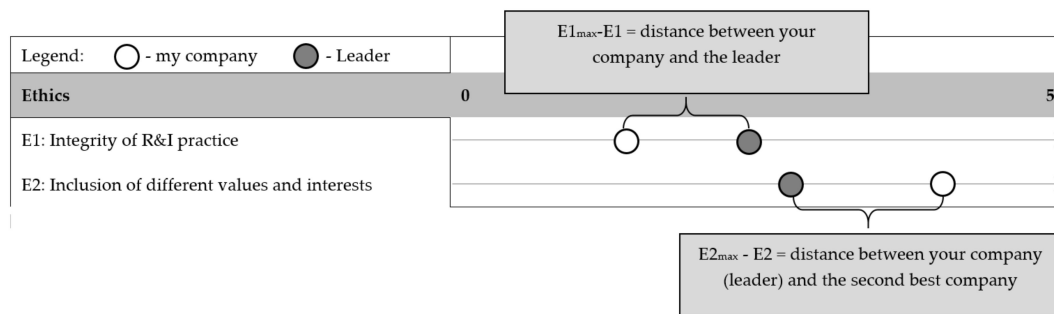 E1max-E1 = distance between your
company and the leader
Legend: - my company - Leader
Ethics 0 5
E1: Integrity of R&I practice
E2: Inclusion of different values and interests
E2max - E2 = distance between your company
(leader) and the second best company